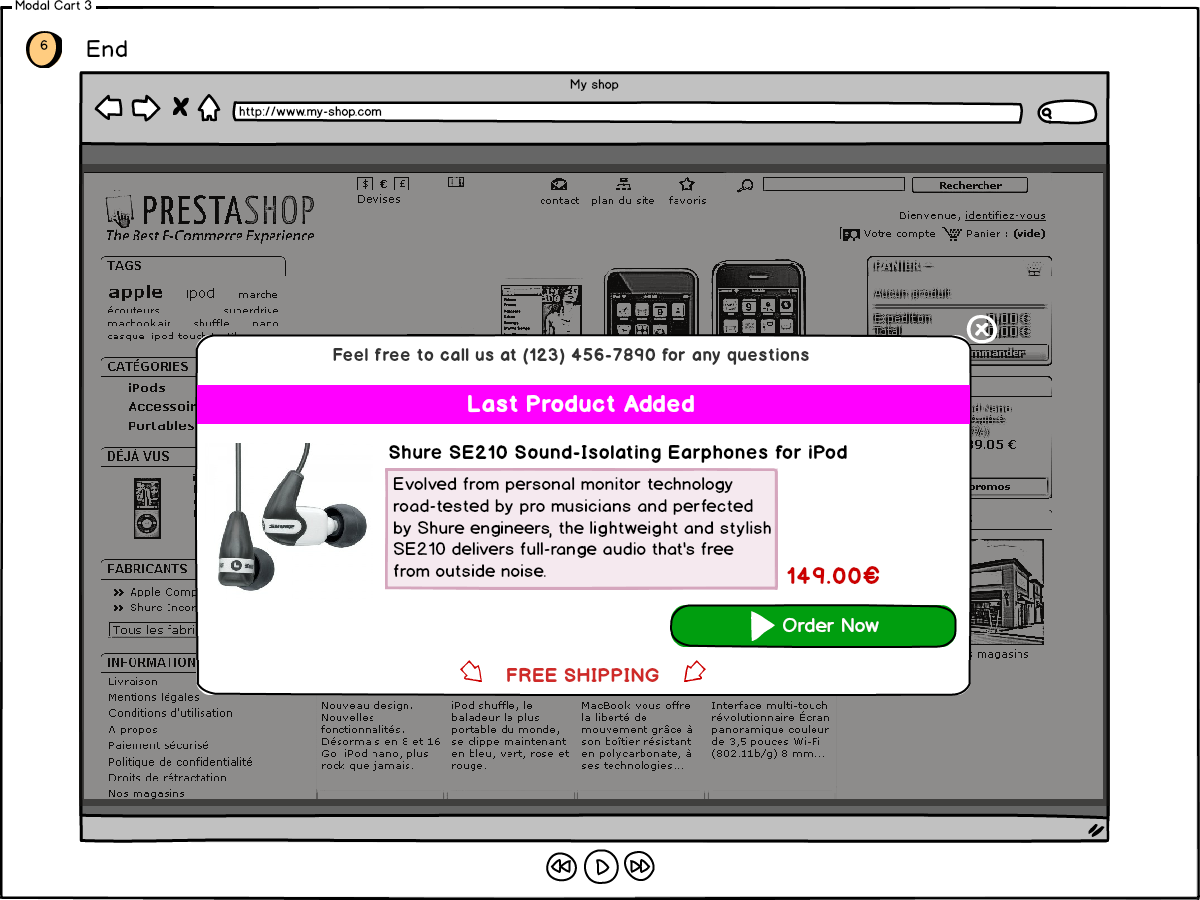 Modal Cart 3
6
End
My shop
http://www.my-shop.com
$ € £
Devises
contact plan du site favoris
Rechercher
PRESTASHOP
The Best E-Commerce Experience
Bienvenue, identifiez-vous
Votre compte Panier : (vide)
TAGS
apple ipod marche
écouteurs superdrive
macbookair shuffle nano
casque ipod touch
PANIER
Aucun produit
Expédition
Total
mmander
CATÉGORIES
iPods
Accessoir
Portables
DÉJÀ VUS
FABRICANTS
Apple Comp
Shure Incor
Tous les fabri
INFORMATION
Livraison
Mentions légales
Conditions d'utilisation
A propos
Paiement sécurisé
Politique de confidentialité
Droits de rétractation
Nos magasins
Feel free to call us at (123) 456-7890 for any questions
Last Product Added
Shure SE210 Sound-Isolating Earphones for iPod
Evolved from personal monitor technology
road-tested by pro musicians and perfected
by Shure engineers, the lightweight and stylish
SE210 delivers full-range audio that's free
from outside noise.
149.00€
Order Now
FREE SHIPPING
39.05 €
promos
magasins
Nouveau design.
Nouvelles
fonctionnalités.
Désormais en 8 et 16
Go iPod nano, plus
rock que jamais.
iPod shuffle, le
baladeur le plus
portable du monde,
se clippe maintenant
en bleu, vert, rose et
rouge.
MacBook vous offre
la liberté de
mouvement grâce à
son boîtier résistant
en polycarbonate, à
ses technologies...
Interface multi-touch
révolutionnaire Écran
panoramique couleur
de 3,5 pouces Wi-Fi
(802.11b/g) 8 mm...